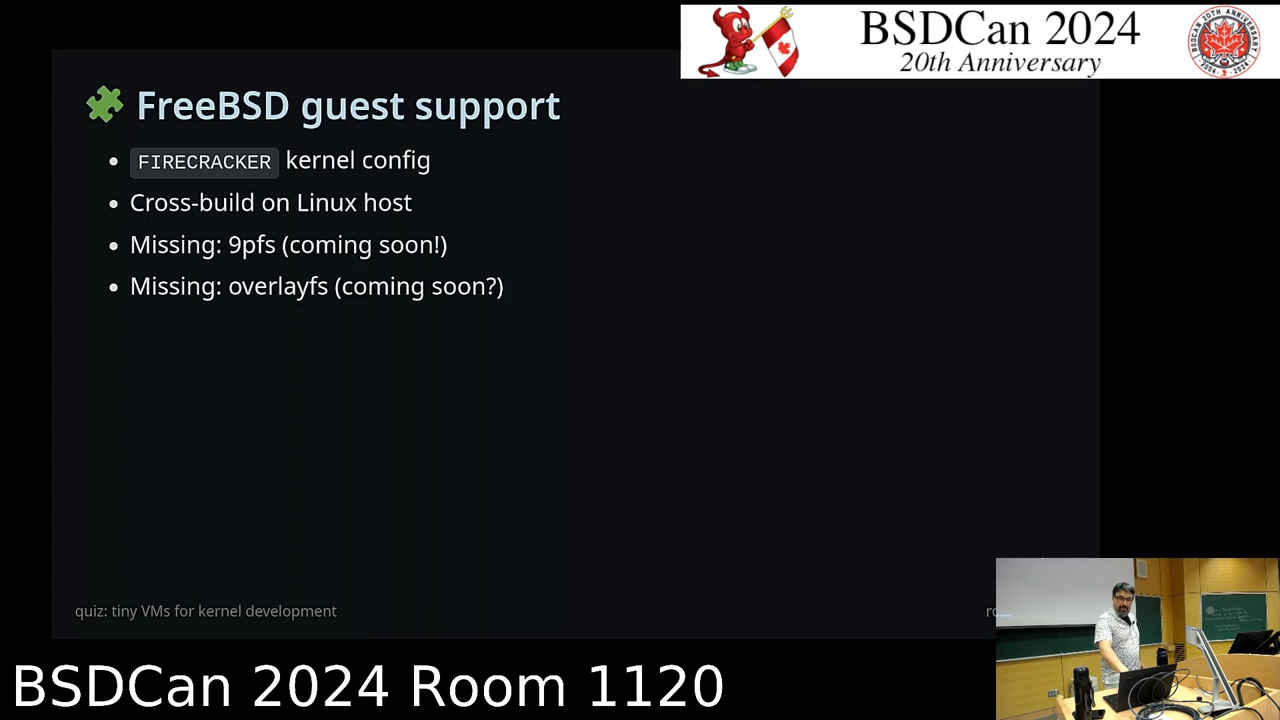 BSDCan 2024
20th Anniversary
FreeBSD guest support
FIRECRACKER kernel config
Cross-build on Linux host
Missing: 9pfs (coming soon!)
Missing: overlayfs (coming soon?)
quiz: tiny VMs for kernel development
BSDCan 2024 Room 1120